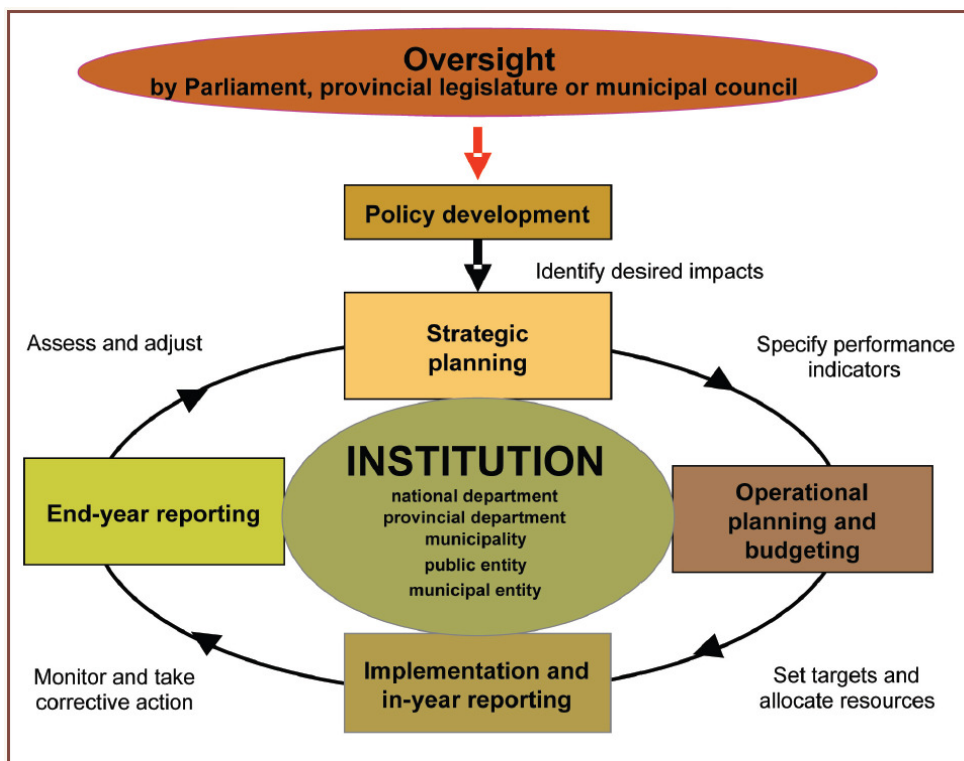 Oversight
by Parliament, provincial legislature or municipal council
Policy development
Identify desired impacts
Strategic
planning
Assess and adjust
Specify performance
indicators
INSTITUTION
national department
provincial department
municipality
public entity
municipal entity
End-year reporting
Operational
planning and
budgeting
Implementation and
in-year reporting
Monitor and take
corrective action
Set targets and
allocate resources